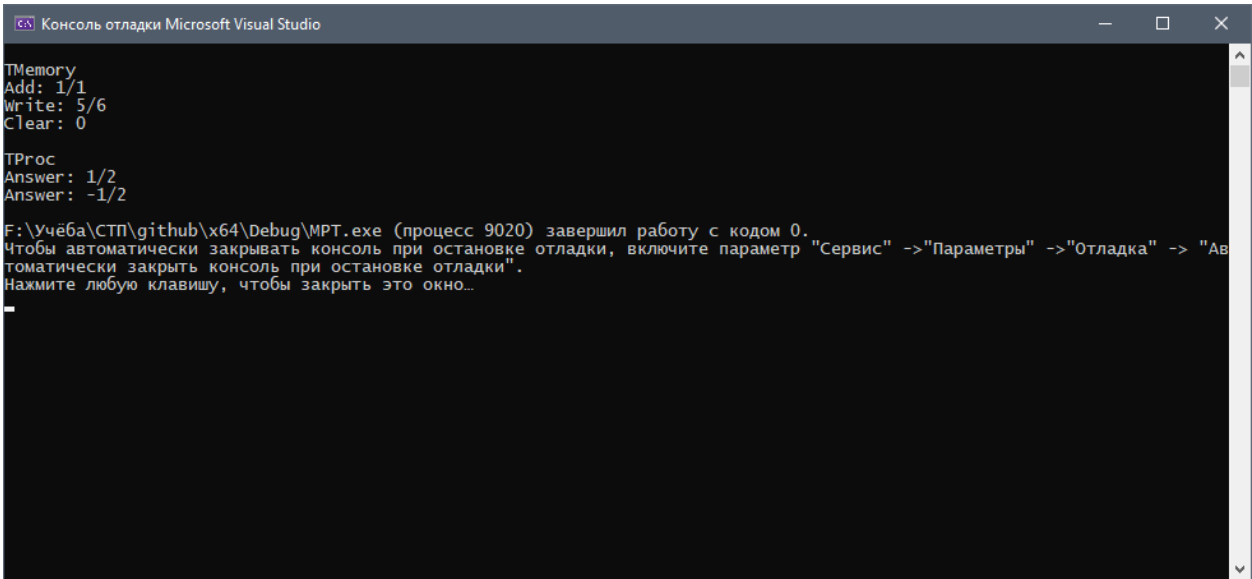 Консоль отладки Microsoft Visual Studio
TMemory
Add: 1/1
Write: 5/6
Clear: 0
TProc
Answer: 1/2
Answer: -1/2
F:\Учёба\СТП\github\x64\Debug\MPT.exe (процесс 9020) завершил работу с кодом 0.
Чтобы автоматически закрывать консоль при остановке отладки, включите параметр "Сервис" ->"Параметры" ->"Отладка" -> "Ав
томатически закрыть консоль при остановке отладки".
Нажмите любую клавишу, чтобы закрыть это окно…